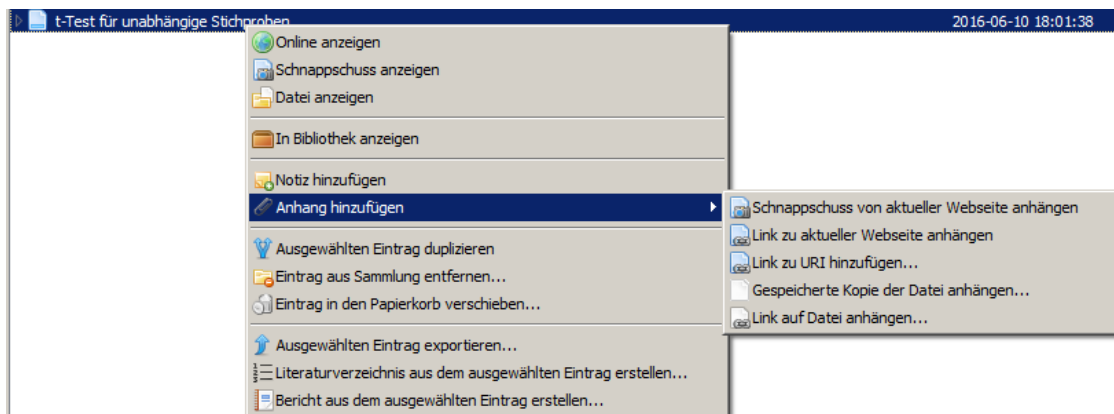 t-Test für unabhängige Stichproben 2016-06-10 18:01:38
Online anzeigen
Schnappschuss anzeigen
Datei anzeigen
In Bibliothek anzeigen
Notiz hinzufügen
Anhang hinzufügen
Schnappschuss von aktueller Webseite anhängen
Link zu aktueller Webseite anhängen
Link zu URI hinzufügen...
Gespeicherte Kopie der Datei anhängen...
Link auf Datei anhängen...
Ausgewählten Eintrag duplizieren
Eintrag aus Sammlung entfernen...
Eintrag in den Papierkorb verschieben...
Ausgewählten Eintrag exportieren...
Literaturverzeichnis aus dem ausgewählten Eintrag erstellen...
Bericht aus dem ausgewählten Eintrag erstellen...